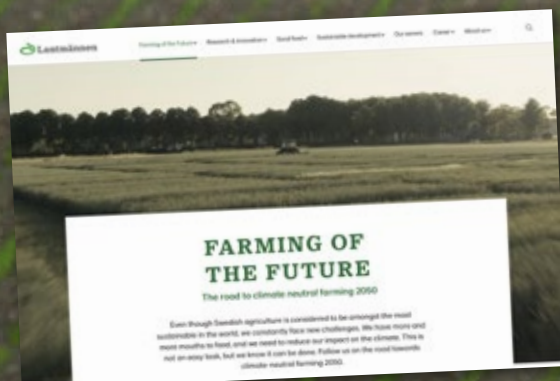 Lantmännen
Farming of the Future Research & Innovation Good food Sustainable development Our owners Career About us
FARMING OF
THE FUTURE
The road to climate neutral farming 2050
Even though Swedish agriculture is considered to be amongst the most
sustainable in the world, we constantly face new challenges. We have more and
more mouths to feed, and we need to reduce our impact on the climate. This is
not an easy task, but we know it can be done. Follow us on the road towards
climate neutral farming 2050.